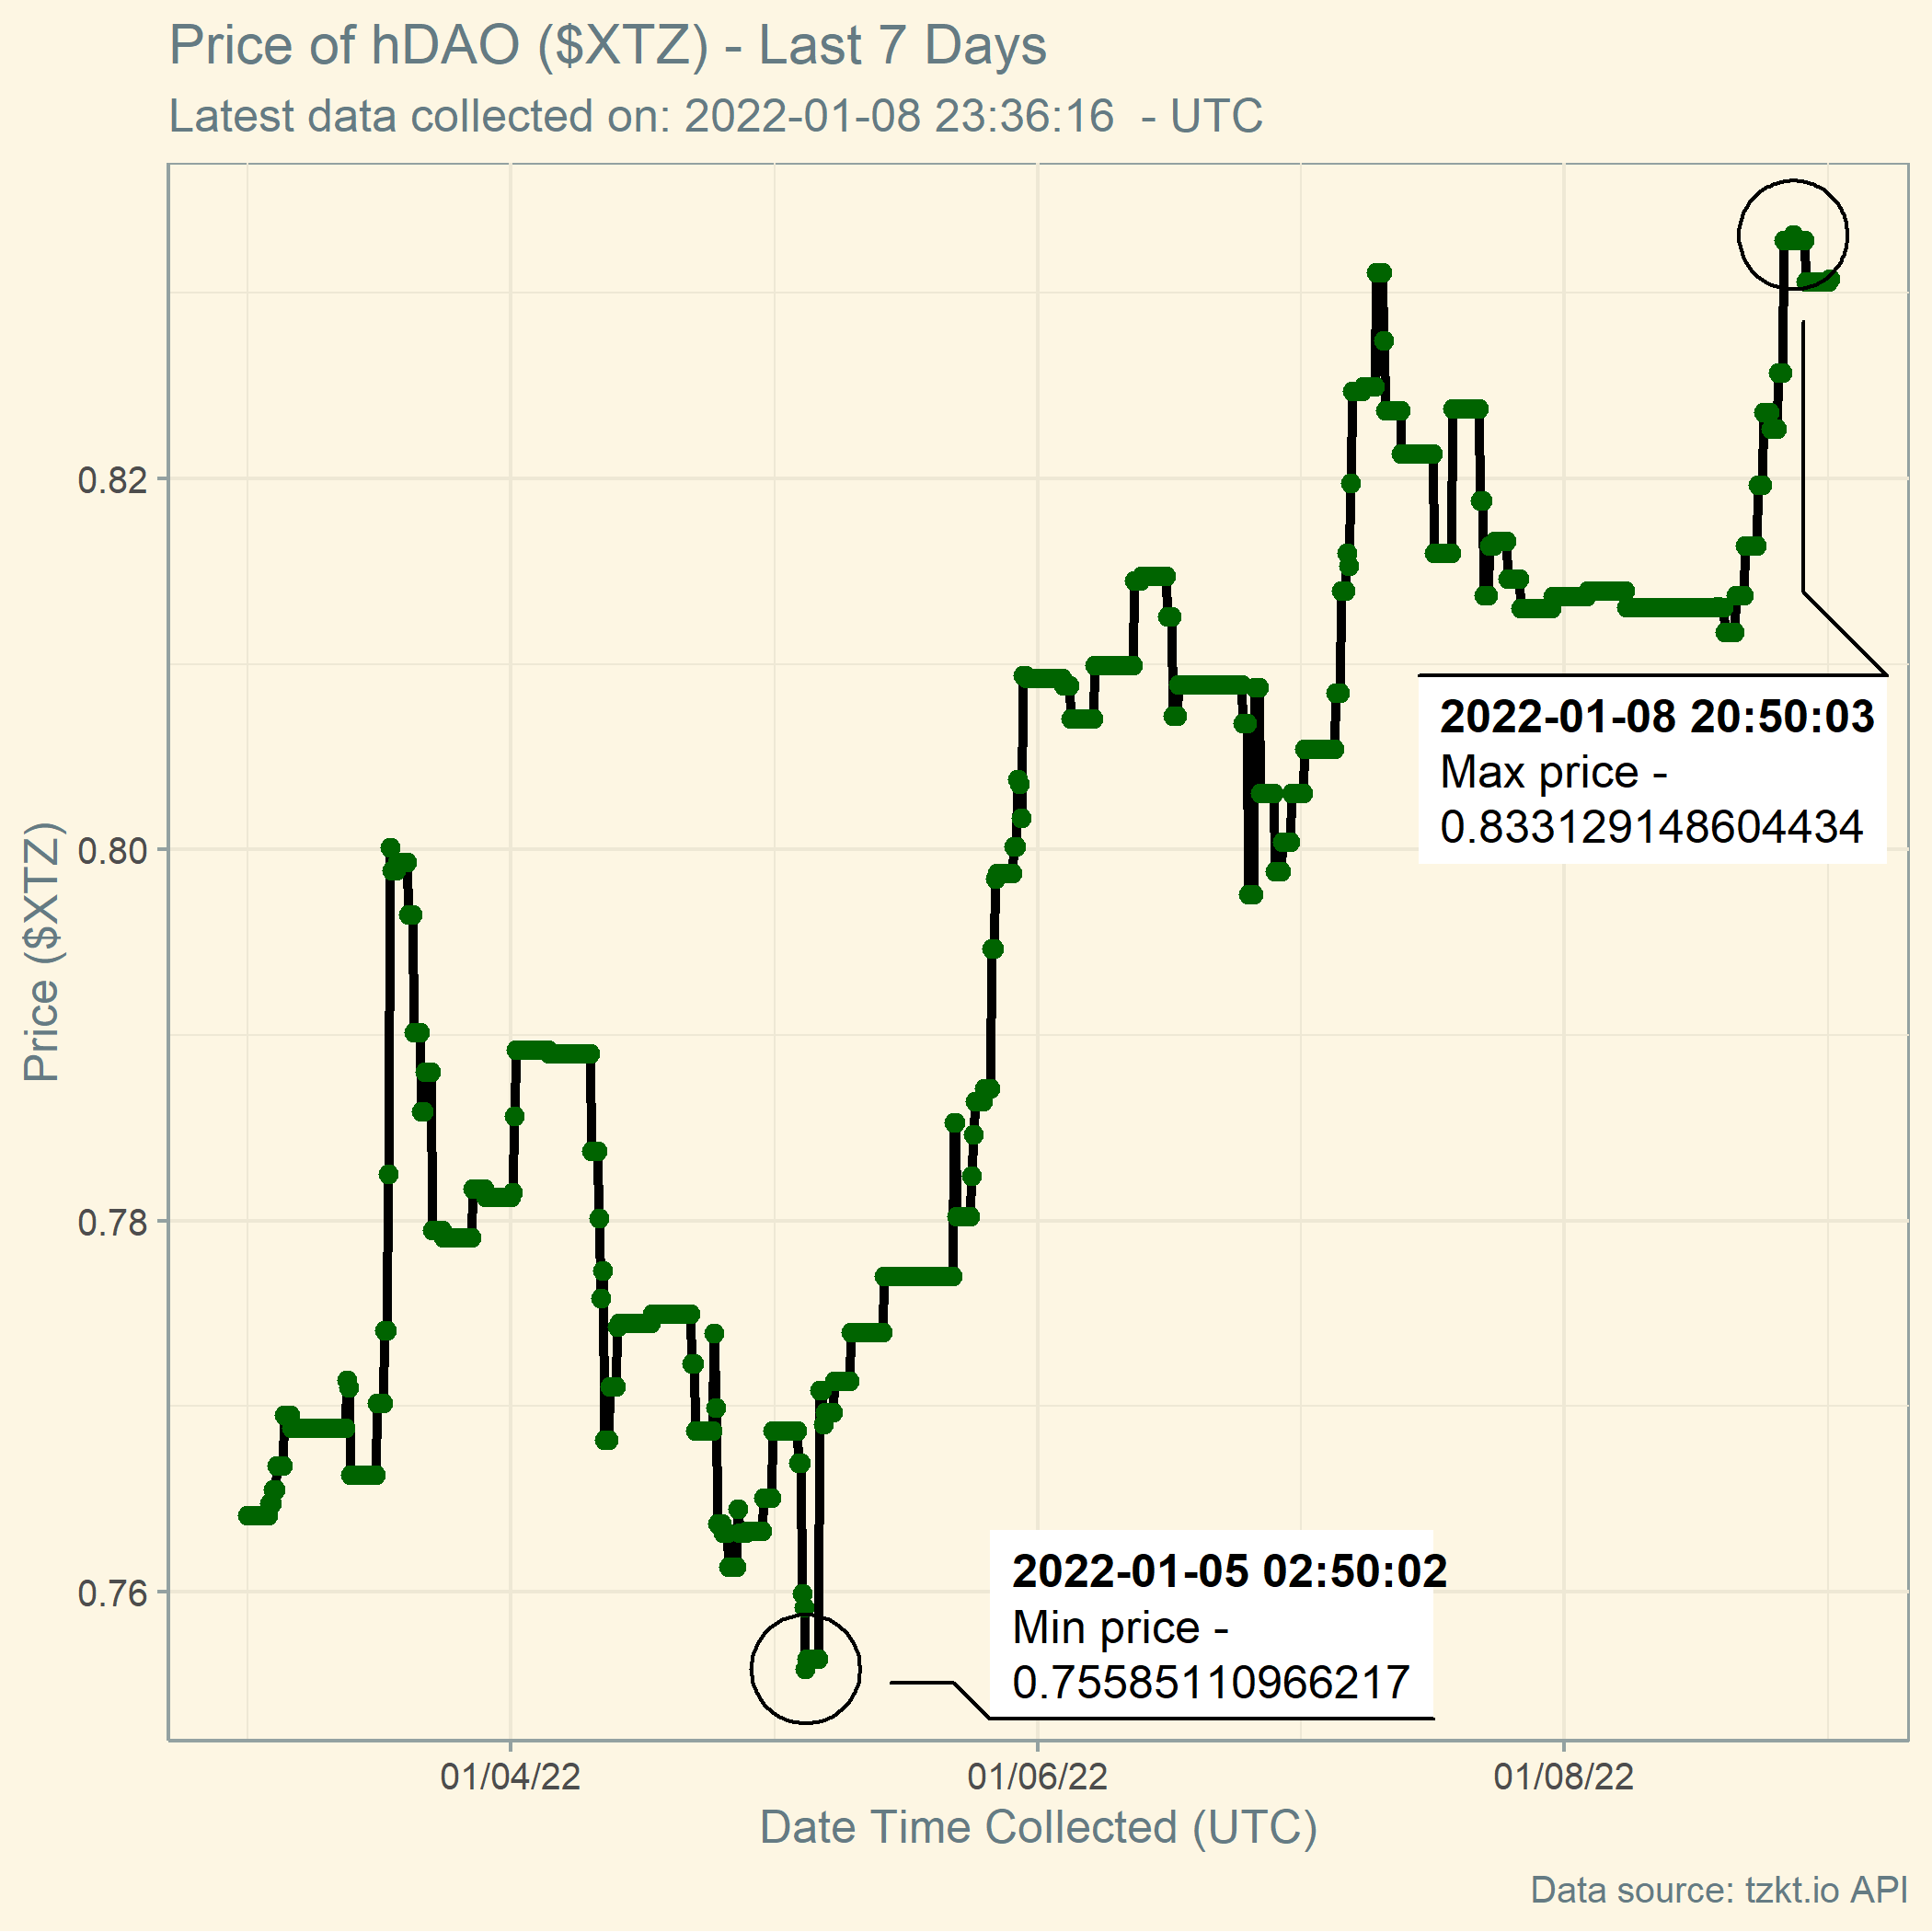 Price of hDAO ($XTZ) - Last 7 Days
Latest data collected on: 2022-01-08 23:36:16  - UTC
Price ($XTZ)
0.82
0.80
0.78
0.76
2022-01-08 20:50:03
Max price -
0.833129148604434
2022-01-05 02:50:02
Min price -
0.75585110966217
01/04/22
01/06/22
01/08/22
Date Time Collected (UTC)
Data source: tzkt.io API